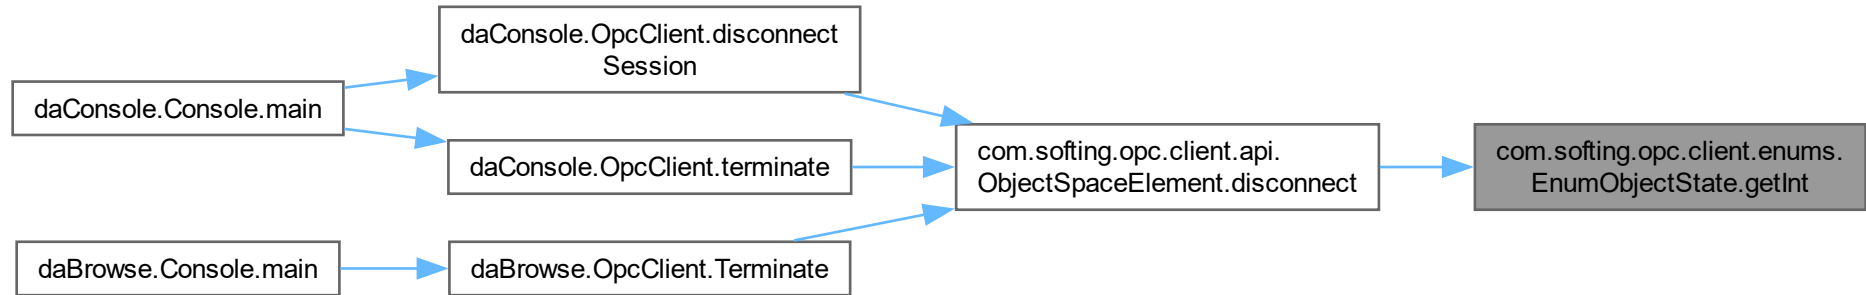 daConsole.OpcClient.disconnect
Session
daConsole.Console.main
daConsole.OpcClient.terminate
com.softing.opc.client.api.
ObjectSpaceElement.disconnect
com.softing.opc.client.enums.
EnumObjectState.getInt
daBrowse.Console.main
daBrowse.OpcClient.Terminate